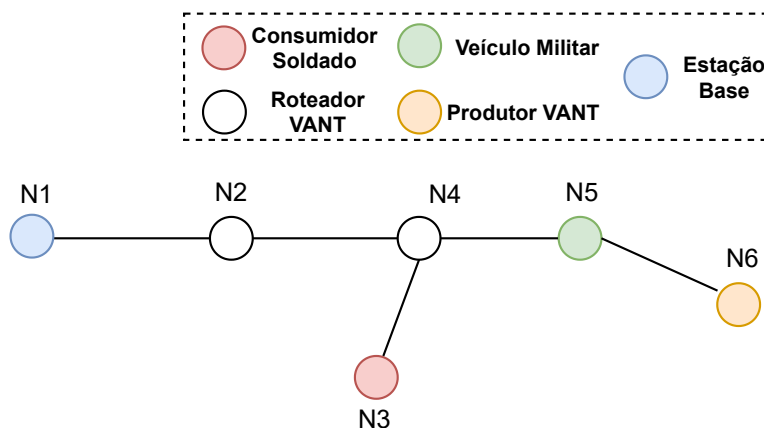 Consumidor
Soldado
Veículo Militar
Estação
Base
Roteador
VANT
Produtor VANT
N1
N2
N4
N5
N6
N3